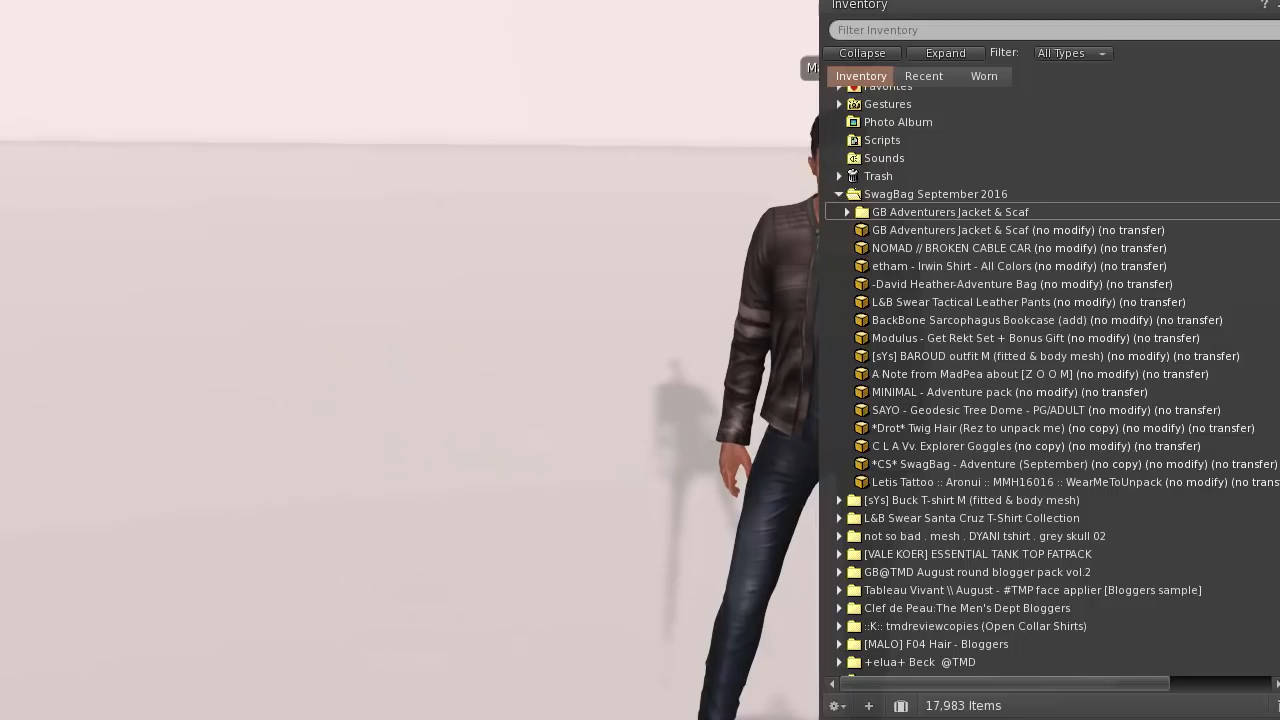 Inventory
?
Filter Inventory
Collapse Expand Filter: All Types
Inventory Recent Worn
Favorites
Gestures
Photo Album
Scripts
Sounds
Trash
SwagBag September 2016
GB Adventurers Jacket & Scaf
GB Adventurers Jacket & Scaf (no modify) (no transfer)
NOMAD // BROKEN CABLE CAR (no modify) (no transfer)
etham - Irwin Shirt - All Colors (no modify) (no transfer)
-David Heather-Adventure Bag (no modify) (no transfer)
L&B Swear Tactical Leather Pants (no modify) (no transfer)
BackBone Sarcophagus Bookcase (add) (no modify) (no transfer)
Modulus - Get Rekt Set + Bonus Gift (no modify) (no transfer)
[sYs] BAROUD outfit M (fitted & body mesh) (no modify) (no transfer)
A Note from MadPea about [Z O O M] (no modify) (no transfer)
MINIMAL - Adventure pack (no modify) (no transfer)
SAYO - Geodesic Tree Dome - PG/ADULT (no modify) (no transfer)
*Drot* Twig Hair (Rez to unpack me) (no copy) (no modify) (no transfer)
C L A Vv. Explorer Goggles (no copy) (no modify) (no transfer)
*CS* SwagBag - Adventure (September) (no copy) (no modify) (no transfer)
Letis Tattoo :: Aronui :: MMH16016 :: WearMeToUnpack (no modify) (no trans
[sYs] Buck T-shirt M (fitted & body mesh)
L&B Swear Santa Cruz T-Shirt Collection
not so bad . mesh . DYANI tshirt . grey skull 02
[VALE KOER] ESSENTIAL TANK TOP FATPACK
GB@TMD August round blogger pack vol.2
Tableau Vivant \\ August - #TMP face applier [Bloggers sample]
Clef de Peau:The Men's Dept Bloggers
::K:: tmdreviewcopies (Open Collar Shirts)
[MALO] F04 Hair - Bloggers
+elua+ Beck @TMD
17,983 Items